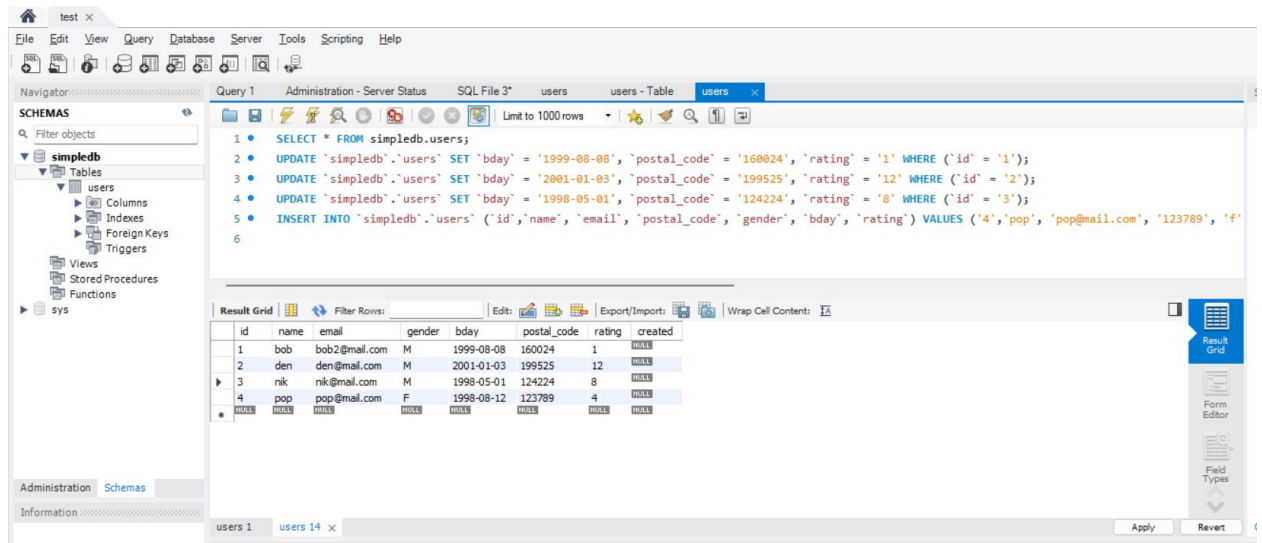 test
File Edit View Query Database Server Tools Scripting Help
Navigator
SCHEMAS
Filter objects
simpledb
Tables
users
Columns
Indexes
Foreign Keys
Triggers
Views
Stored Procedures
Functions
sys
Administration Schemas
Information
Query 1 Administration - Server Status SQL File 3* users users - Table users
Limit to 1000 rows
1 SELECT * FROM simpledb.users;
2 UPDATE `simpledb`.`users` SET `bday` = '1999-08-08', `postal_code` = '160024', `rating` = '1' WHERE (`id` = '1');
3 UPDATE `simpledb`.`users` SET `bday` = '2001-01-03', `postal_code` = '199525', `rating` = '12' WHERE (`id` = '2');
4 UPDATE `simpledb`.`users` SET `bday` = '1998-05-01', `postal_code` = '124224', `rating` = '8' WHERE (`id` = '3');
5 INSERT INTO `simpledb`.`users` (`id`,`name`, `email`, `postal_code`, `gender`, `bday`, `rating`) VALUES ('4','pop', 'pop@mail.com', '123789', 'f'
6
Result Grid Filter Rows: Edit: Export/Import: Wrap Cell Content:
id name email gender bday postal_code rating created
1 bob bob2@mail.com M 1999-08-08 160024 1 NULL
2 den den@mail.com M 2001-01-03 199525 12 NULL
3 nik nik@mail.com M 1998-05-01 124224 8 NULL
4 pop pop@mail.com F 1998-08-12 123789 4 NULL
NULL NULL NULL NULL NULL NULL NULL NULL
Result
Grid
Form
Editor
Field
Types
users 1 users 14
Apply Revert